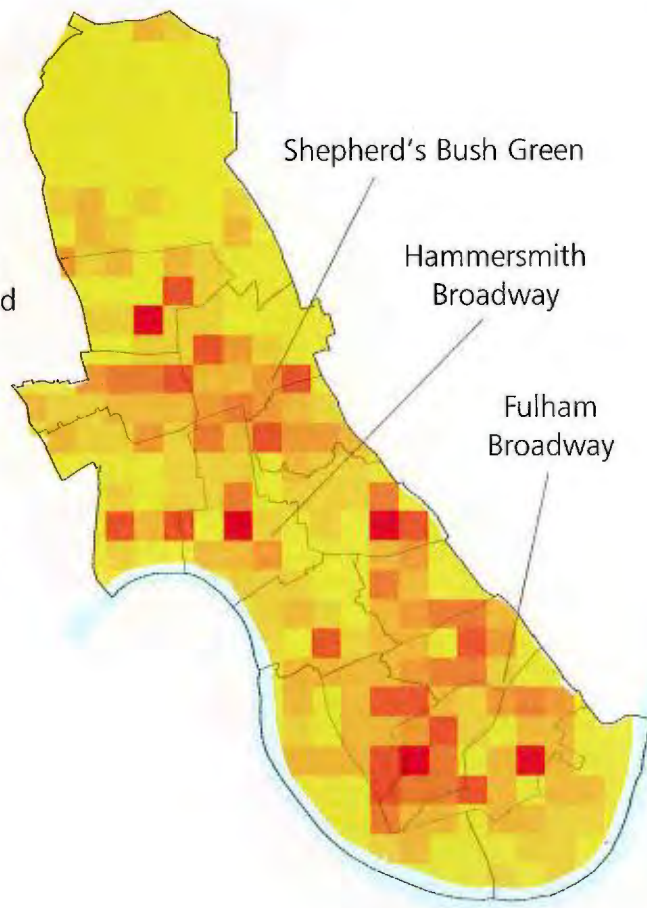 Shepherd's Bush Green
Hammersmith
Broadway
d
Fulham
Broadway